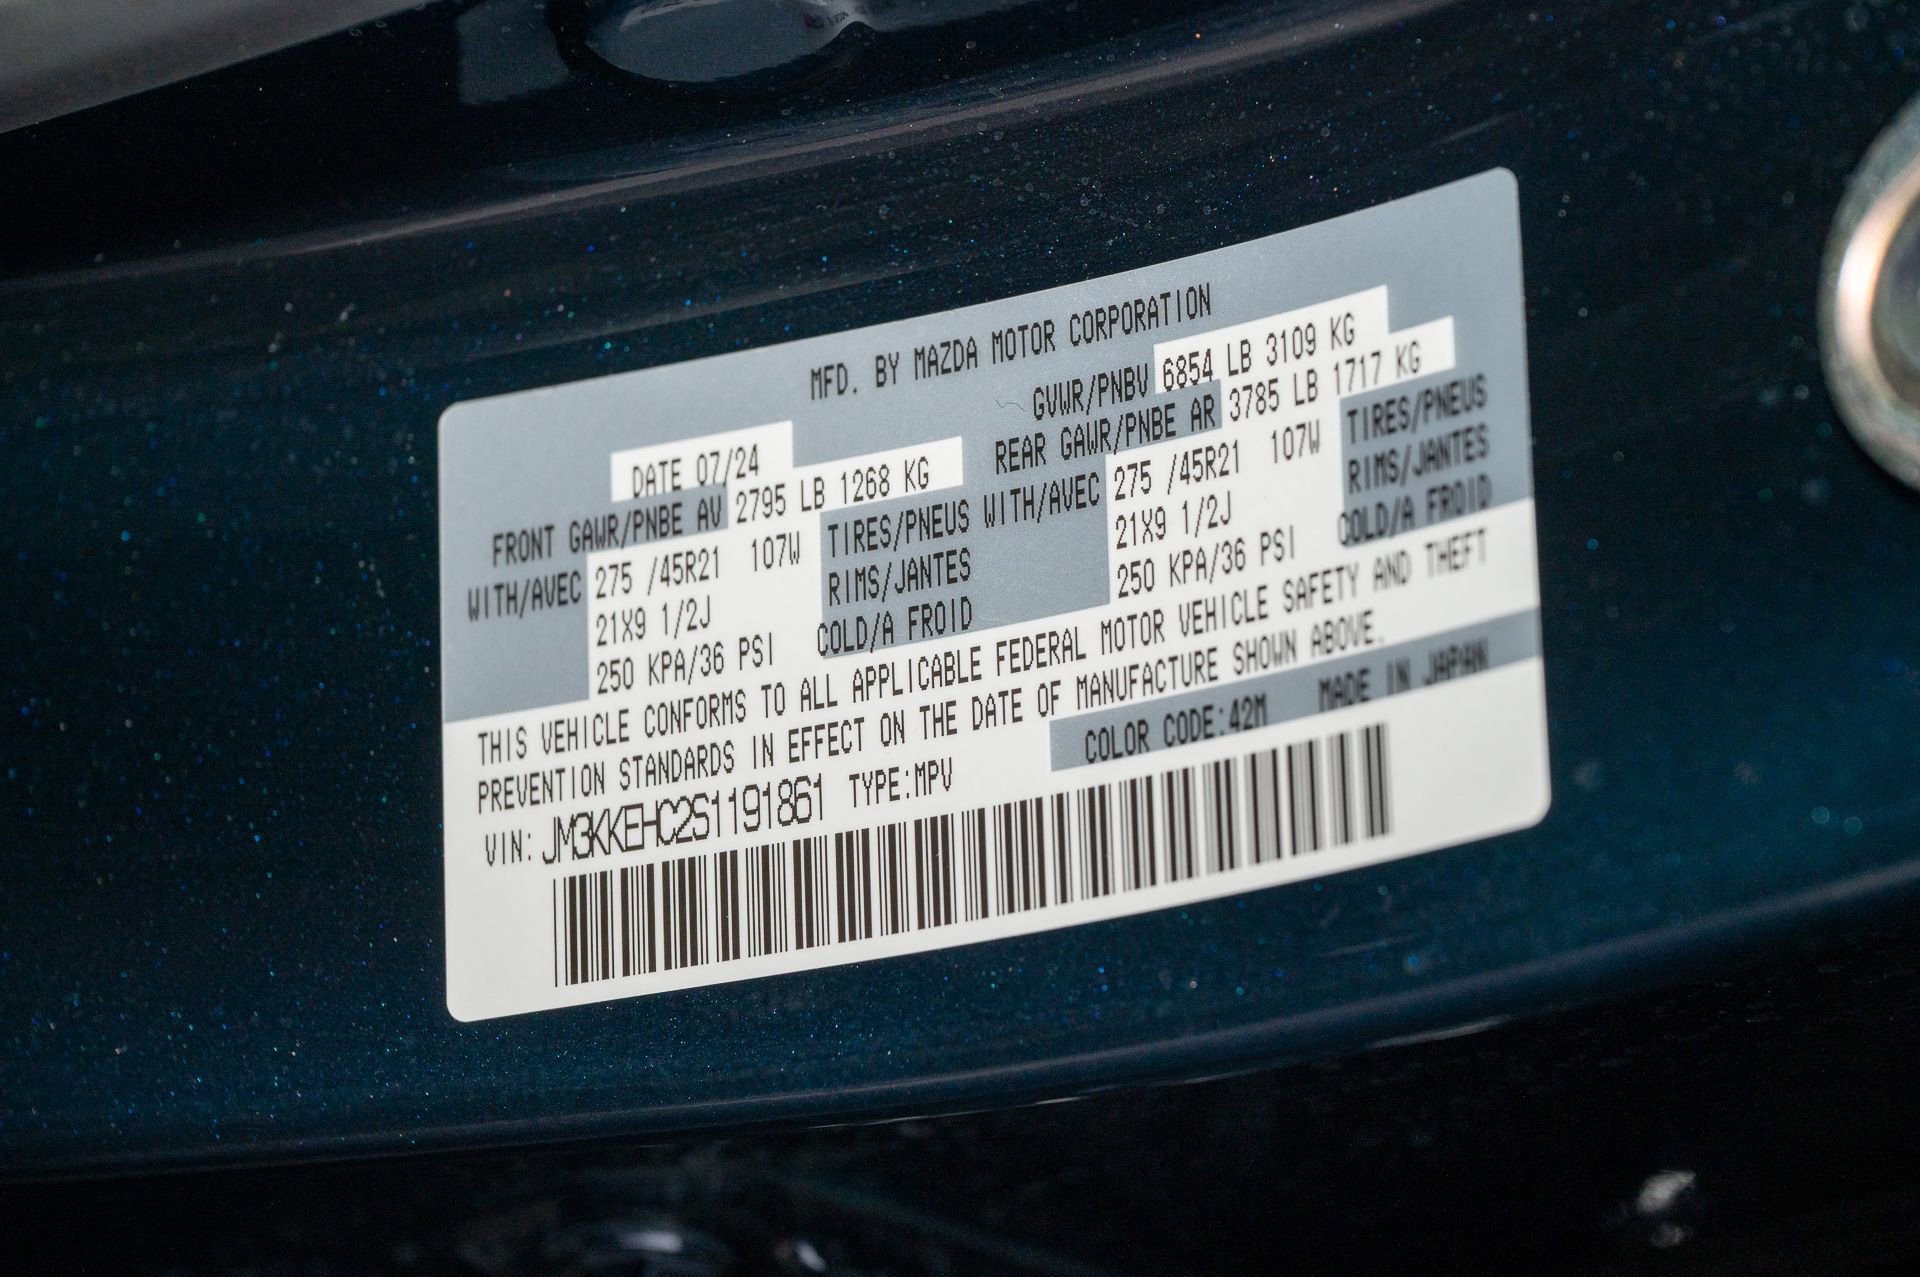 MFD. BY MAZDA MOTOR CORPORATION
DATE 07/24 GVWR/PNBV 6854 LB 3109 KG
FRONT GAWR/PNBE AV 2795 LB 1268 KG REAR GAWR/PNBE AR 3785 LB 1717 KG
WITH/AVEC 275 /45R21 107W TIRES/PNEUS WITH/AVEC 275 /45R21 107W TIRES/PNEUS
21X9 1/2J RIMS/JANTES 21X9 1/2J RIMS/JANTES
250 KPA/36 PSI COLD/A FROID 250 KPA/36 PSI COLD/A FROID
THIS VEHICLE CONFORMS TO ALL APPLICABLE FEDERAL MOTOR VEHICLE SAFETY AND THEFT
PREVENTION STANDARDS IN EFFECT ON THE DATE OF MANUFACTURE SHOWN ABOVE.
VIN: JM3KKEHC2S1191861 TYPE:MPV COLOR CODE:42M MADE IN JAPAN